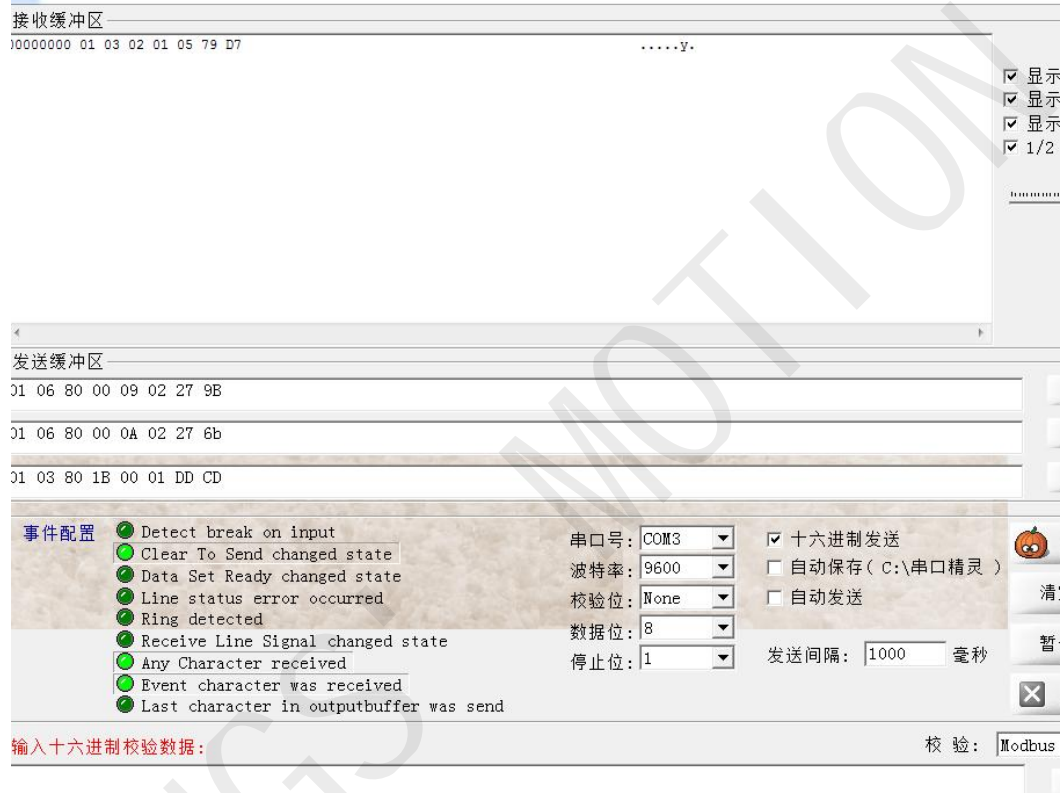 接收缓冲区
00000000 01 03 02 01 05 79 D7 .....y.
显示
显示
显示
1/2
发送缓冲区
01 06 80 00 09 02 27 9B
01 06 80 00 0A 02 27 6b
01 03 80 1B 00 01 DD CD
事件配置
Detect break on input
Clear To Send changed state
Data Set Ready changed state
Line status error occurred
Ring detected
Receive Line Signal changed state
Any Character received
Event character was received
Last character in outputbuffer was send
串口号: COM3
波特率: 9600
校验位: None
数据位: 8
停止位: 1
十六进制发送
自动保存( C:\串口精灵 )
自动发送
发送间隔: 1000 毫秒
清
暂
输入十六进制校验数据:
校 验: Modbus
MOTION